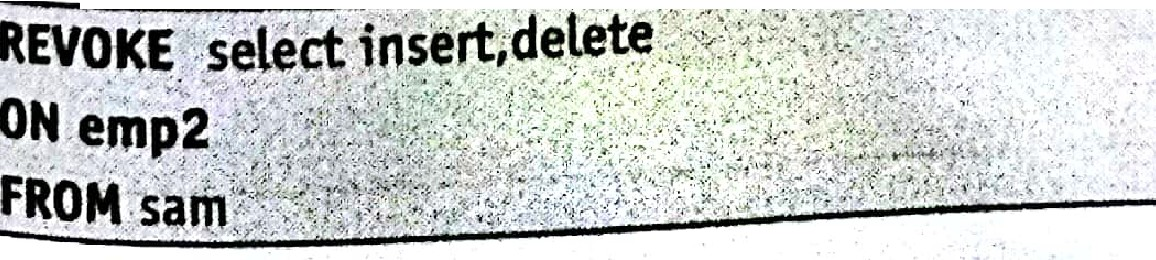 REVOKE select insert,delete
ON emp2
FROM sam